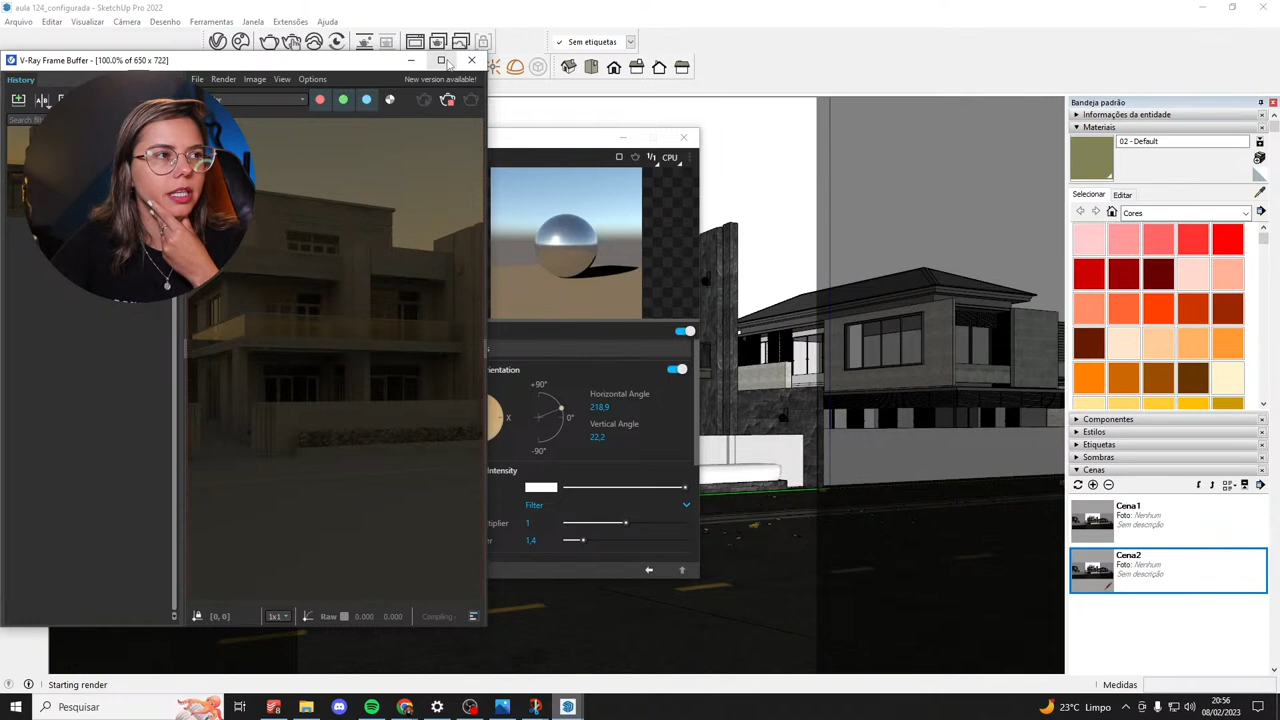 aula 124_configurada - SketchUp Pro 2022
Arquivo Editar Visualizar Câmera Desenho Ferramentas Janela Extensões Ajuda
Sem etiquetas
V-Ray Frame Buffer - [100.0% of 650 x 722]
History
File Render Image View Options New version available!
1/1 CPU
Horizontal Angle
218,9
Vertical Angle
22,2
+90°
X
0°
-90°
Intensity
Filter
1
1,4
[0, 0] 1x1 Raw 0.000 0.000 Compiling
Bandeja padrão
Informações da entidade
Materiais
02 - Default
Selecionar Editar
Cores
Componentes
Estilos
Etiquetas
Sombras
Cenas
Cena1
Foto: Nenhum
Sem descrição
Cena2
Foto: Nenhum
Sem descrição
Starting render
Medidas
Pesquisar
23°C Limpo
20:56
08/02/2023